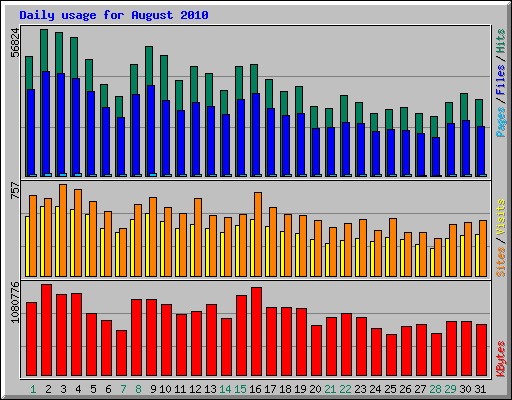 Daily usage for August 2010
56824
Pages/Files/Hits
757
Sites/Visits
1080776
KBytes
1 2 3 4 5 6 7 8 9 10 11 12 13 14 15 16 17 18 19 20 21 22 23 24 25 26 27 28 29 30 31